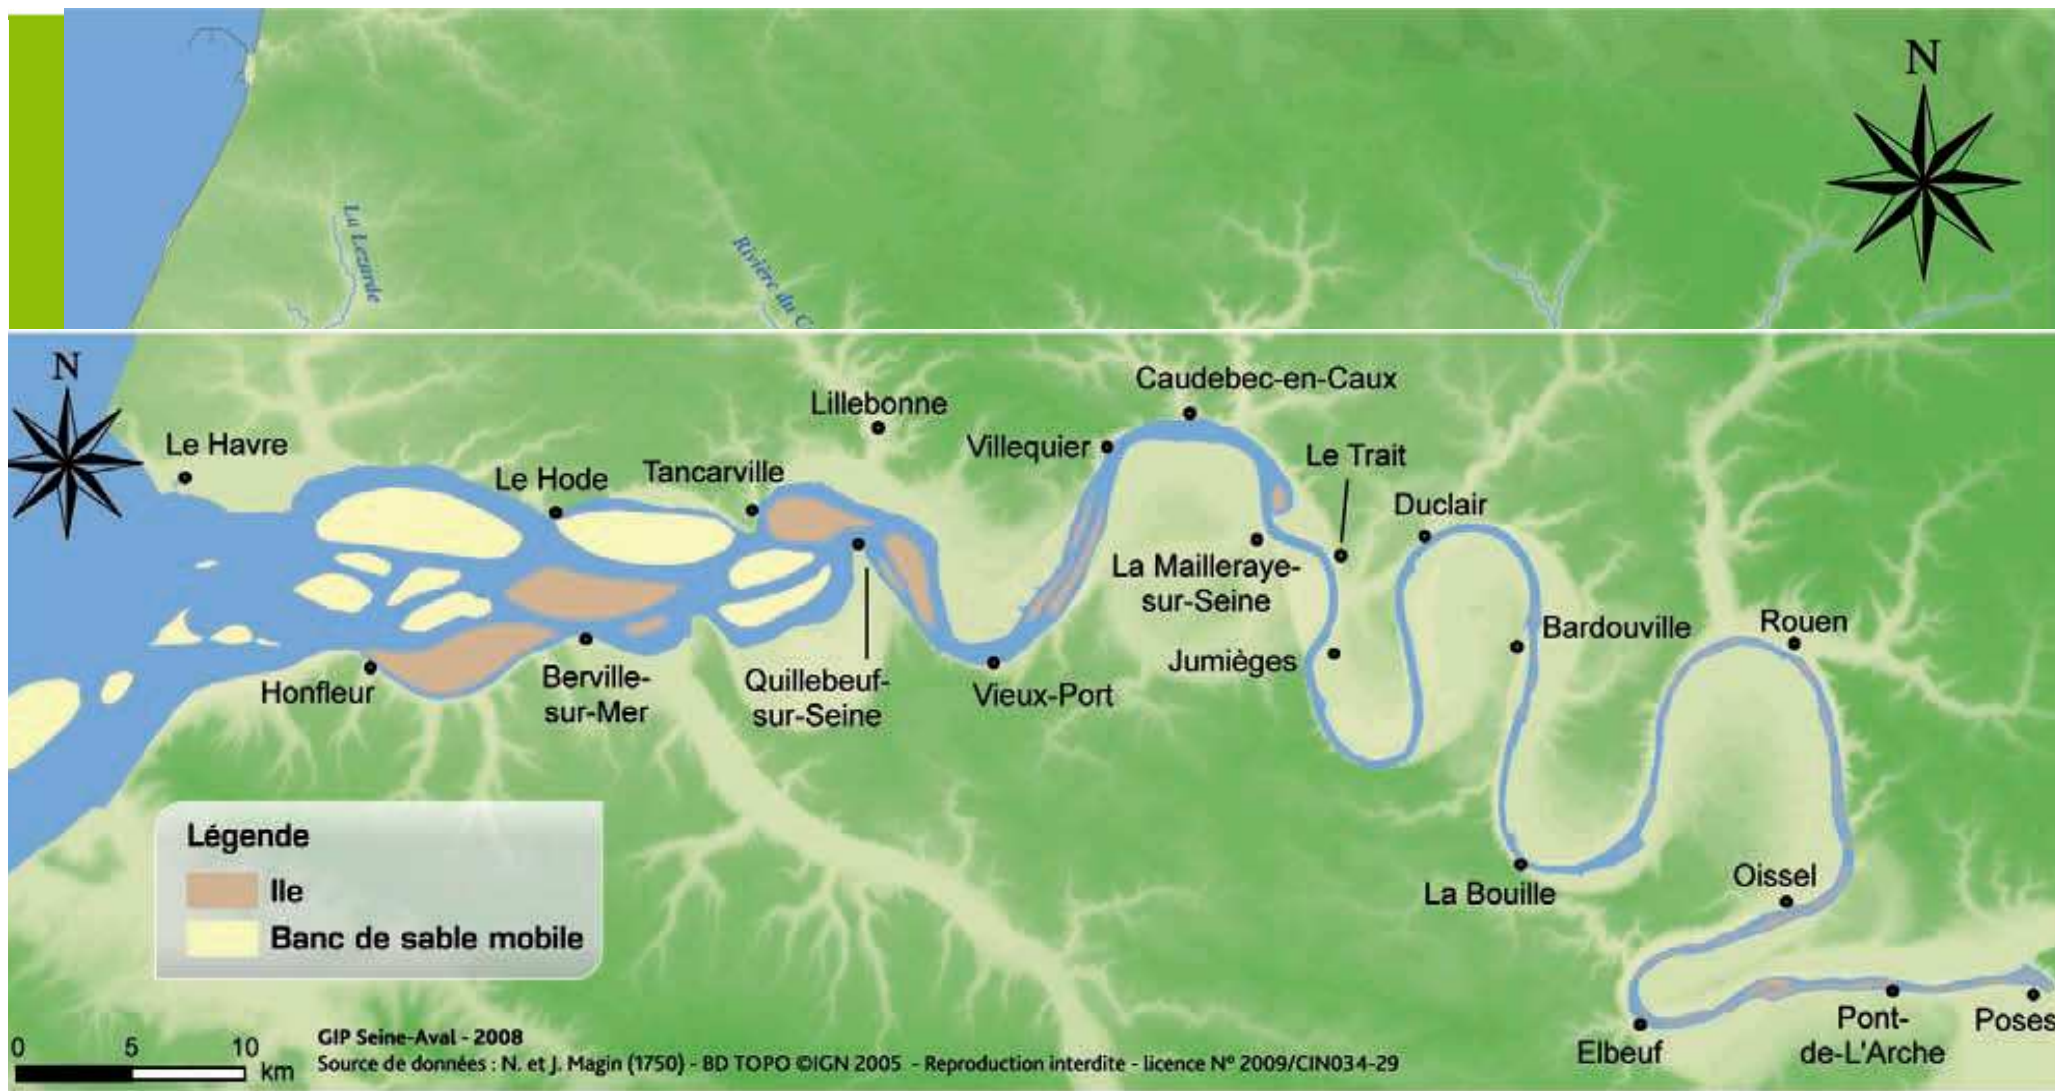 N
La Lezarde
Rivière du C
N
Caudebec-en-Caux
Lillebonne
Le Havre
Villequier
Le Trait
Le Hode
Tancarville
Duclair
La Mailleraye-
sur-Seine
Bardouville
Rouen
Jumièges
Honfleur
Berville-
sur-Mer
Quillebeuf-
sur-Seine
Vieux-Port
Légende
Ile
Banc de sable mobile
La Bouille
Oissel
Elbeuf
Pont-
de-L'Arche
Poses
0 5 10
km
GIP Seine-Aval - 2008
Source de données : N. et J. Magin (1750) - BD TOPO ©IGN 2005 - Reproduction interdite - licence N° 2009/CIN034-29